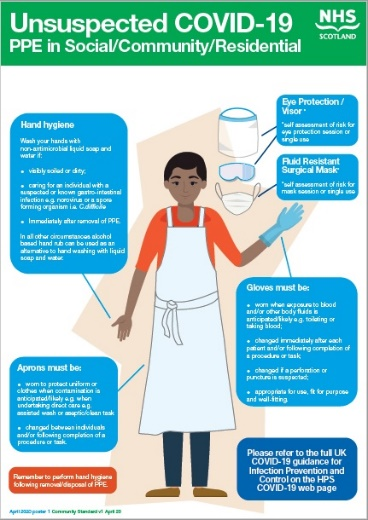 Unsuspected COVID-19
PPE in Social/Community/Residential
NHS
SCOTLAND
Hand hygiene
Wash your hands with
non-antimicrobial liquid soap and
water if:
• visibly soiled or dirty;
• caring for an individual with a
suspected or known gastro-intestinal
infection e.g. norovirus or a spore
forming organism i.e. C.difficile
• Immediately after removal of PPE.
In all other circumstances alcohol
based hand rub can be used as an
alternative to hand washing with liquid
soap and water.
Eye Protection /
Visor *
*self assessment of risk for
eye protection session or
single use
Fluid Resistant
Surgical Mask*
*self assessment of risk for
mask session or single use
Gloves must be:
• worn when exposure to blood
and/or other body fluids is
anticipated/likely e.g. toileting or
taking blood;
• changed immediately after each
patient and/or following completion of
a procedure or task;
• changed if a perforation or
puncture is suspected;
• appropriate for use, fit for purpose
and well-fitting.
Aprons must be:
• worn to protect uniform or
clothes when contamination is
anticipated/likely e.g. when
undertaking direct care e.g.
assisted wash or aseptic/clean task
• changed between individuals
and/or following completion of a
procedure or task.
Remember to perform hand hygiene
following removal/disposal of PPE.
Please refer to the full UK
COVID-19 guidance for
Infection Prevention and
Control on the HPS
COVID-19 web page
April 2020 poster 1 Community Standard v1 April 20